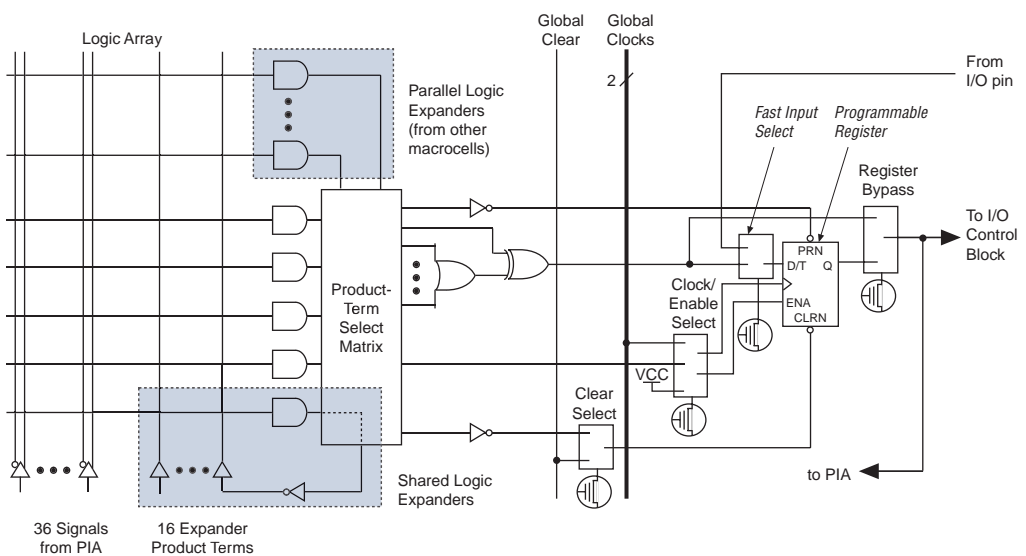 Logic Array
Parallel Logic
Expanders
(from other
macrocells)
Global
Clear
Global
Clocks
2
From
I/O pin
Fast Input
Select
Programmable
Register
Register
Bypass
To I/O
Control
Block
PRN
D/T
Q
ENA
CLRN
Clock/
Enable
Select
VCC
Product-
Term
Select
Matrix
Clear
Select
Shared Logic
Expanders
to PIA
36 Signals
from PIA
16 Expander
Product Terms